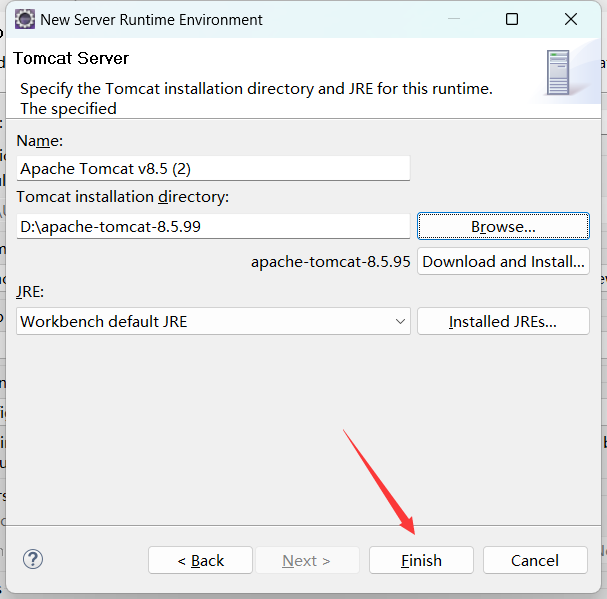 New Server Runtime Environment
Tomcat Server
Specify the Tomcat installation directory and JRE for this runtime.
The specified
Name:
Apache Tomcat v8.5 (2)
Tomcat installation directory:
D:\apache-tomcat-8.5.99
Browse...
apache-tomcat-8.5.95
Download and Install...
JRE:
Workbench default JRE
Installed JREs...
?
< Back
Next >
Finish
Cancel